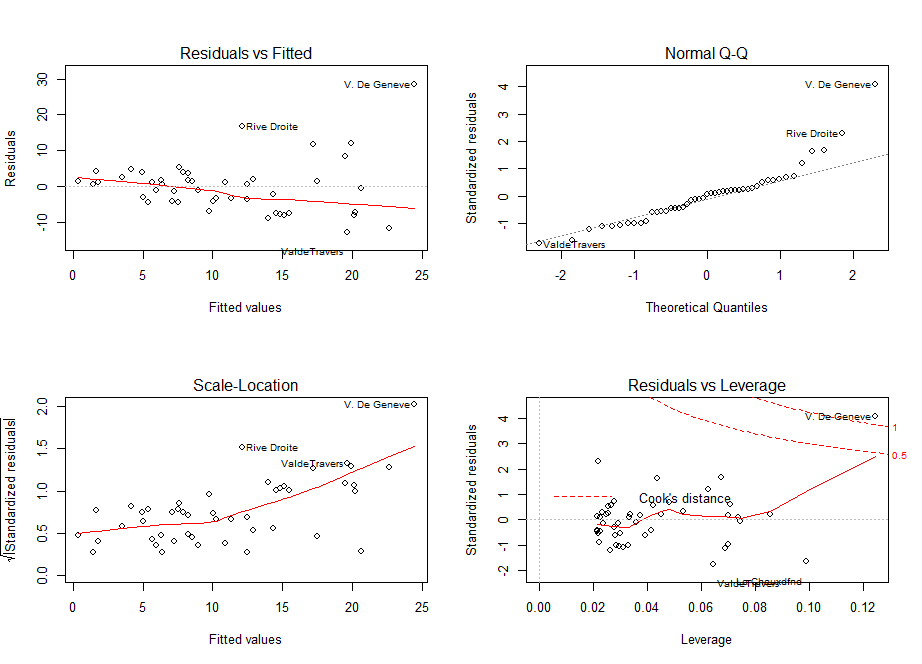 Residuals vs Fitted
Residuals
30
20
10
0
-10
V. De Geneve
Rive Droite
ValdeTravers
0 5 10 15 20 25
Fitted values
Normal Q-Q
Standardized residuals
4
3
2
1
0
-1
V. De Geneve
Rive Droite
ValdeTravers
-2 -1 0 1 2
Theoretical Quantiles
Scale-Location
√|Standardized residuals|
2.0
1.5
1.0
0.5
0.0
V. De Geneve
Rive Droite
ValdeTravers
0 5 10 15 20 25
Fitted values
Residuals vs Leverage
Standardized residuals
4
3
2
1
0
-1
-2
V. De Geneve
1
0.5
Cook's distance
ValdeTravers
0.00 0.02 0.04 0.06 0.08 0.10 0.12
Leverage